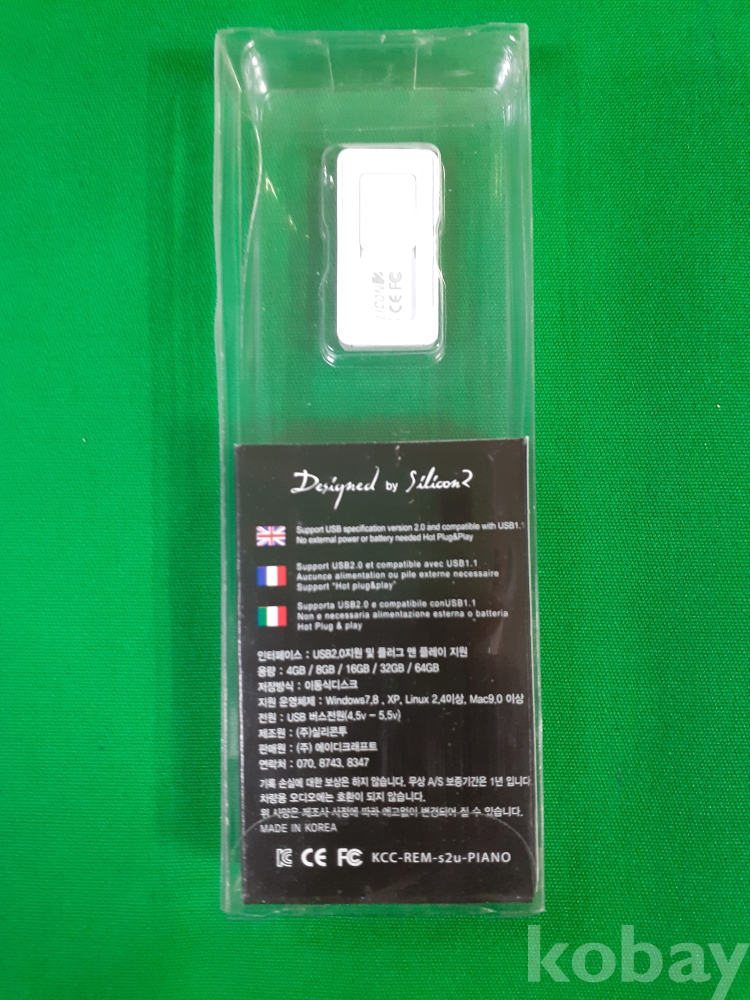 ILICON
CE FC
Designed by Silicon2
Support USB specification version 2.0 and compatible with USB1.1
No external power or battery needed Hot Plug&Play
Support USB2.0 et compatible avec USB1.1
Aucunce alimentation ou pile externe necessaire
Support "Hot plug&play"
Supporta USB2.0 e compatibile conUSB1.1
Non e necessaria alimentazione esterna o batteria
Hot Plug & play
인터페이스 : USB2.0지원 및 플러그 앤 플레이 지원
용량 : 4GB / 8GB / 16GB / 32GB / 64GB
저장방식 : 이동식디스크
지원 운영체제 : Windows7,8 , XP, Linux 2,4이상, Mac9,0 이상
전원 : USB 버스전원(4.5v - 5.5v)
제조원 : (주)실리콘투
판매원 : (주) 에이디크래프트
연락처 : 070, 8743, 8347
기록 손실에 대한 보상은 하지 않습니다. 무상 A/S 보증기간은 1년 입니다
차량용 오디오에는 호환이 되지 않습니다.
위 사양은 제조사 사정에 따라 예고없이 변경되어 질 수 있습니다.
MADE IN KOREA
CE FC KCC-REM-s2u-PIANO
kobay